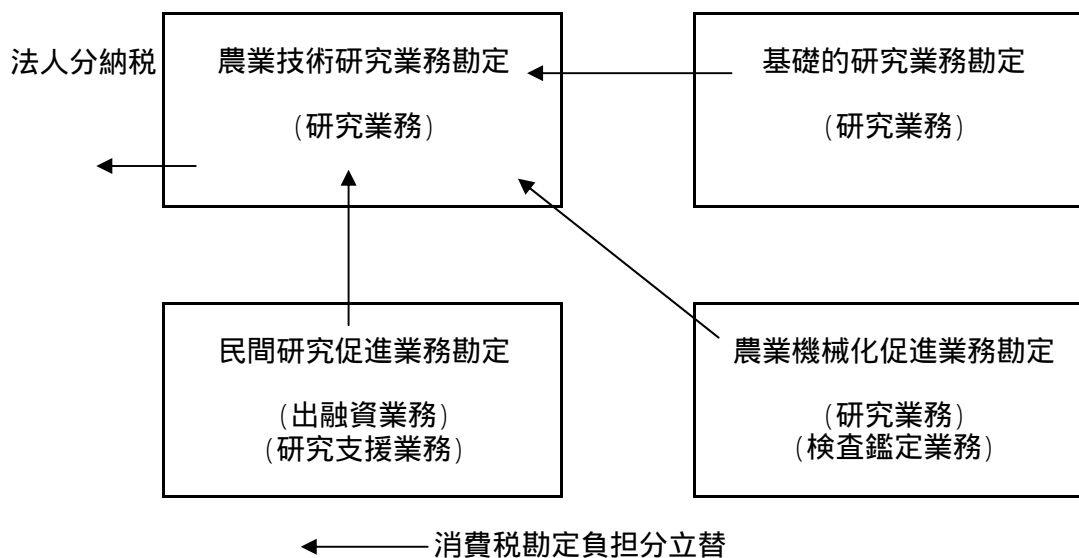 法人分納税
農業技術研究業務勘定
(研究業務)
基礎的研究業務勘定
(研究業務)
民間研究促進業務勘定
(出融資業務)
(研究支援業務)
農業機械化促進業務勘定
(研究業務)
(検査鑑定業務)
消費税勘定負担分立替